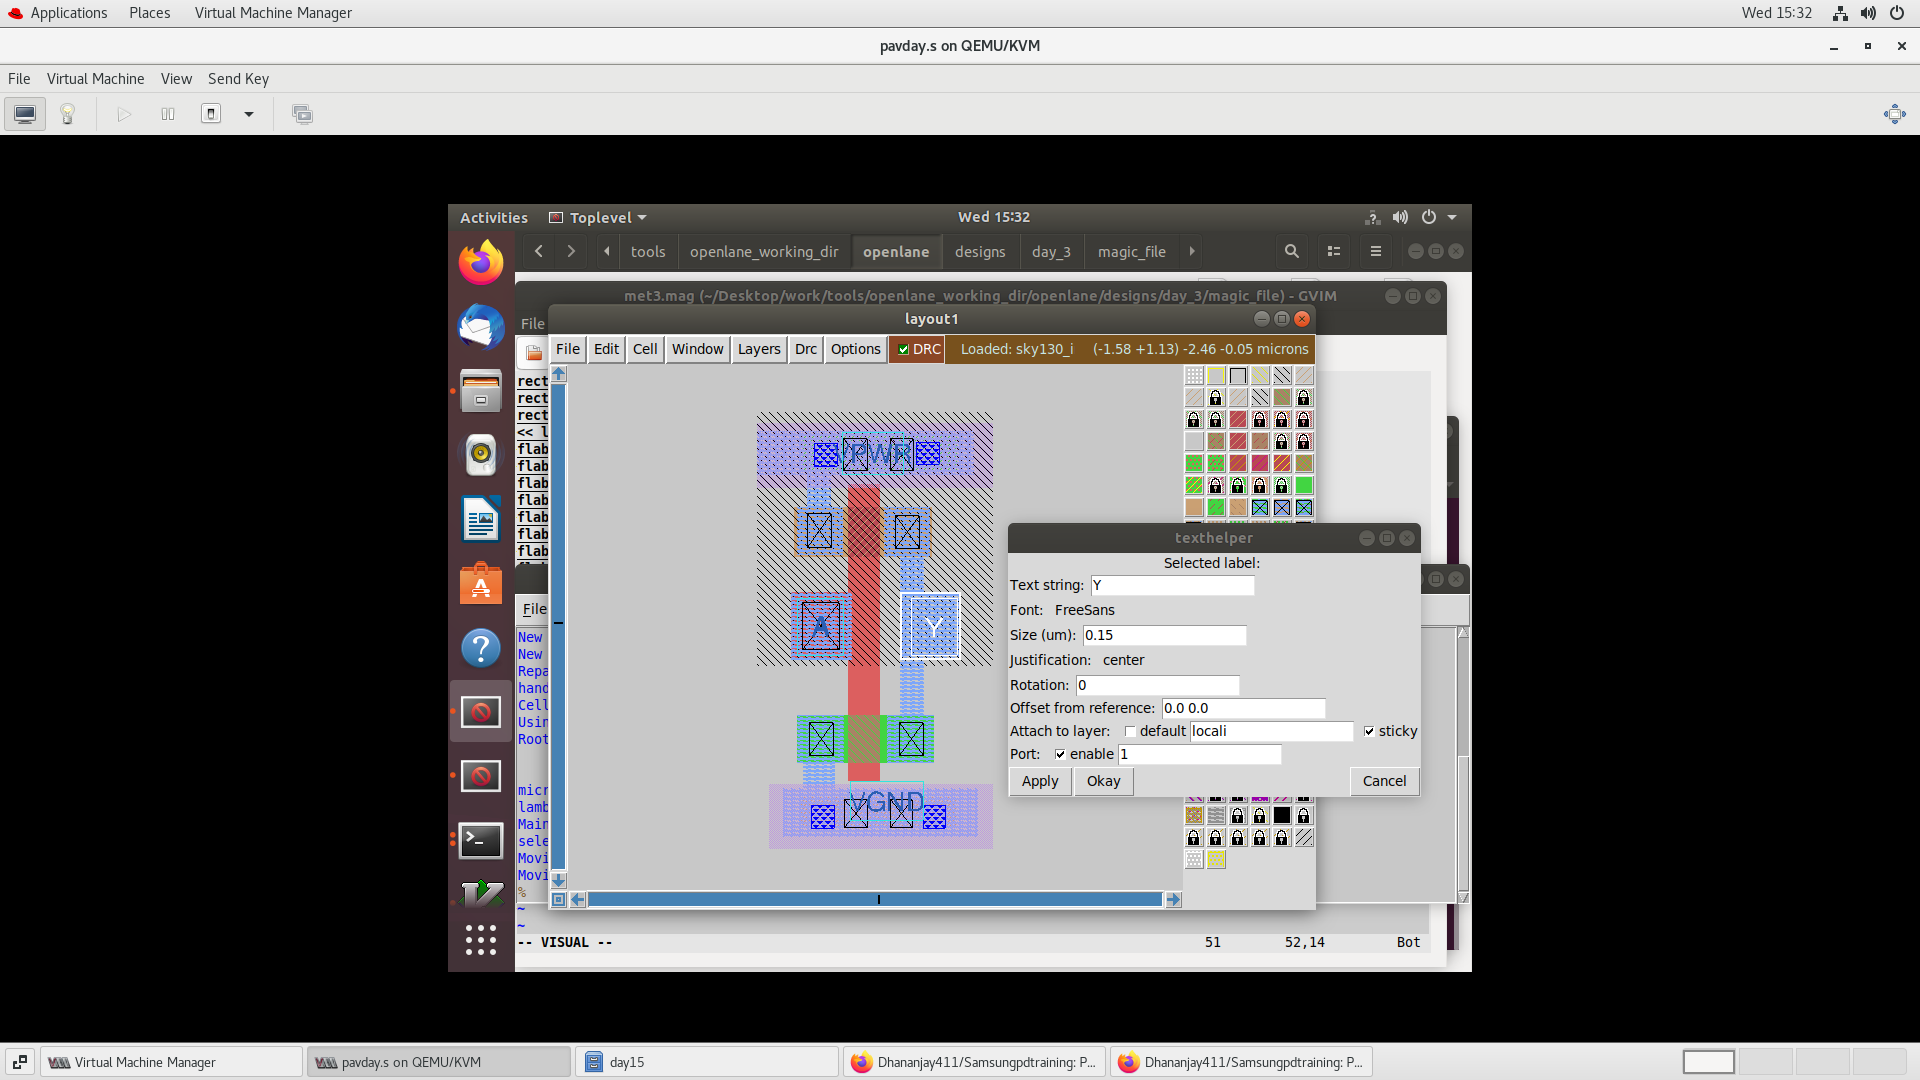 Applications Places Virtual Machine Manager Wed 15:32
pavday.s on QEMU/KVM
File Virtual Machine View Send Key
Activities Toplevel Wed 15:32
tools openlane_working_dir openlane designs day_3 magic_file
met3.mag (~/Desktop/work/tools/openlane_working_dir/openlane/designs/day_3/magic_file) - GVIM
File
layout1
File Edit Cell Window Layers Drc Options DRC Loaded: sky130_i (-1.58 +1.13) -2.46 -0.05 microns
rect
rect
rect
<< l
flab
flab
flab
flab
flab
flab
flab
VPWR
A
Y
VGND
texthelper
Selected label:
Text string: Y
Font: FreeSans
Size (um): 0.15
Justification: center
Rotation: 0
Offset from reference: 0.0 0.0
Attach to layer: default locali sticky
Port: enable 1
Apply Okay Cancel
File
New
New
Repa
hand
Cell
Usin
Root
micr
lamb
Main
sele
Movi
Movi
%
~
~
-- VISUAL -- 51 52,14 Bot
Virtual Machine Manager
pavday.s on QEMU/KVM
day15
Dhananjay411/Samsungpdtraining: P...
Dhananjay411/Samsungpdtraining: P...